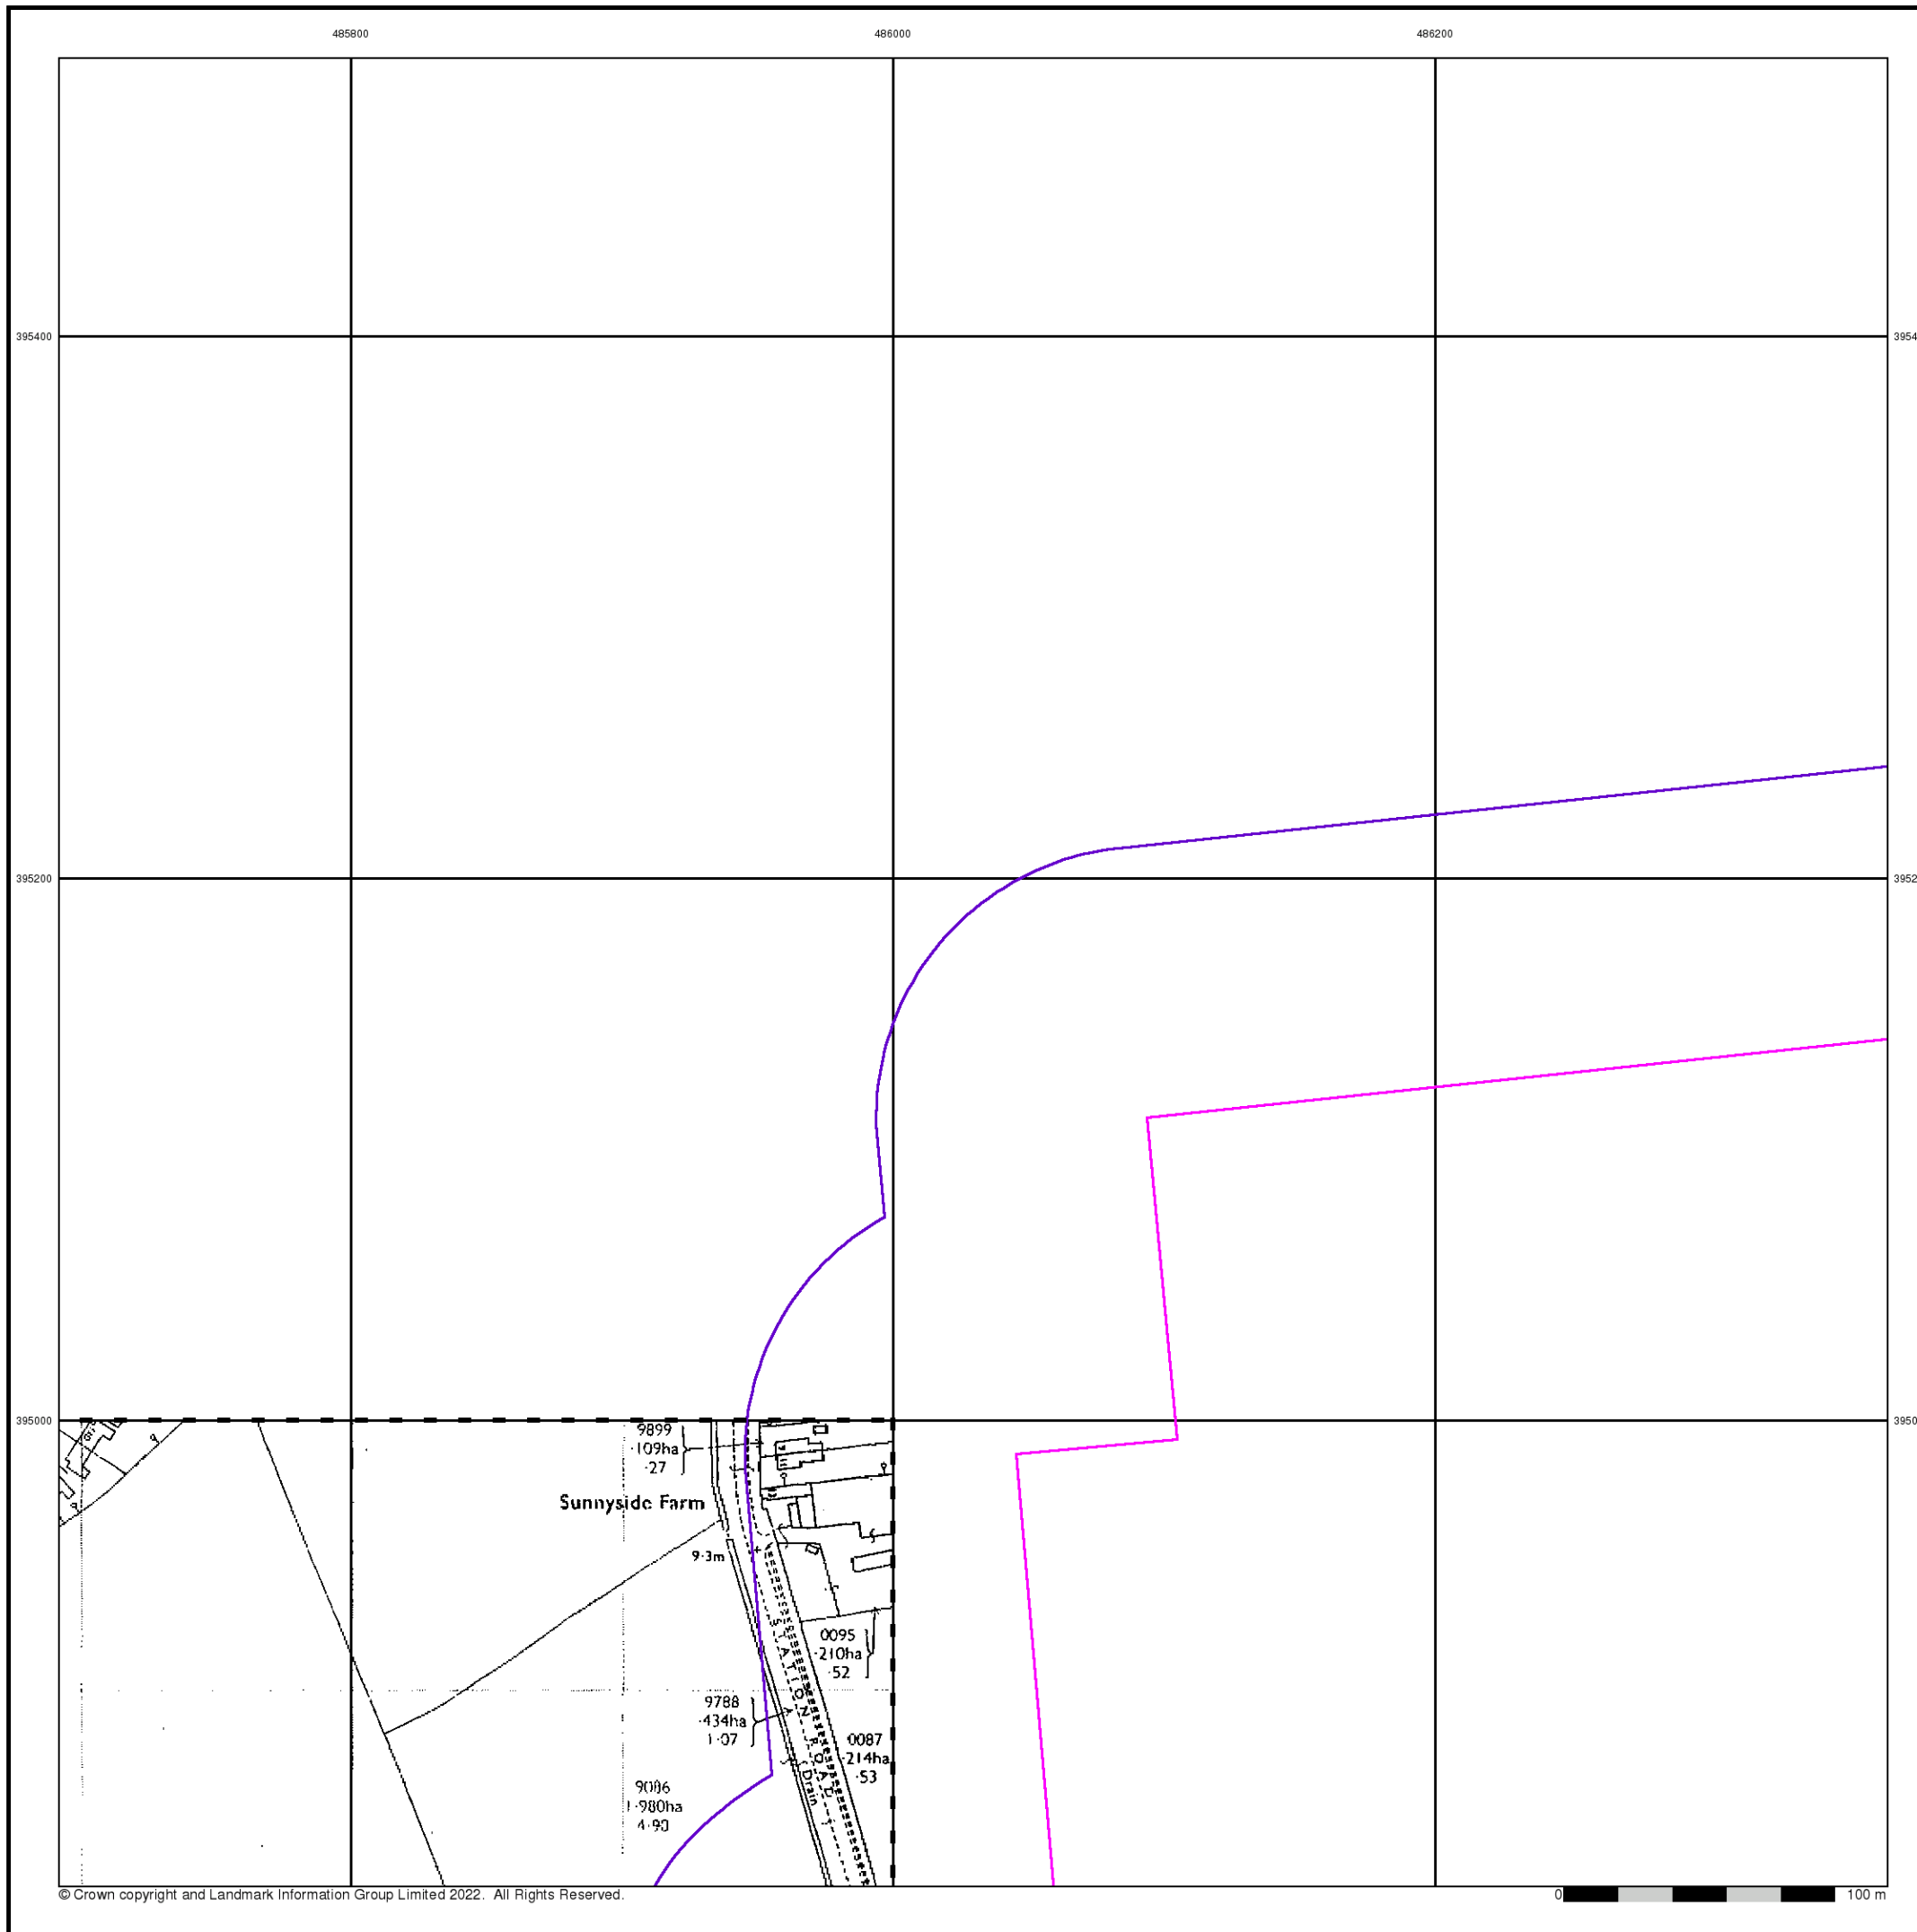 485800 486000 486200
395400 3954
395200 3952
395000 3950
9899
·109ha
·27
Sunnyside Farm
9·3m
0095
·210ha
·52
STATION ROAD
9788
·434ha
1·07
0087
·214ha
·53
Drain
9086
1·980ha
4·90
© Crown copyright and Landmark Information Group Limited 2022. All Rights Reserved.
0 100 m